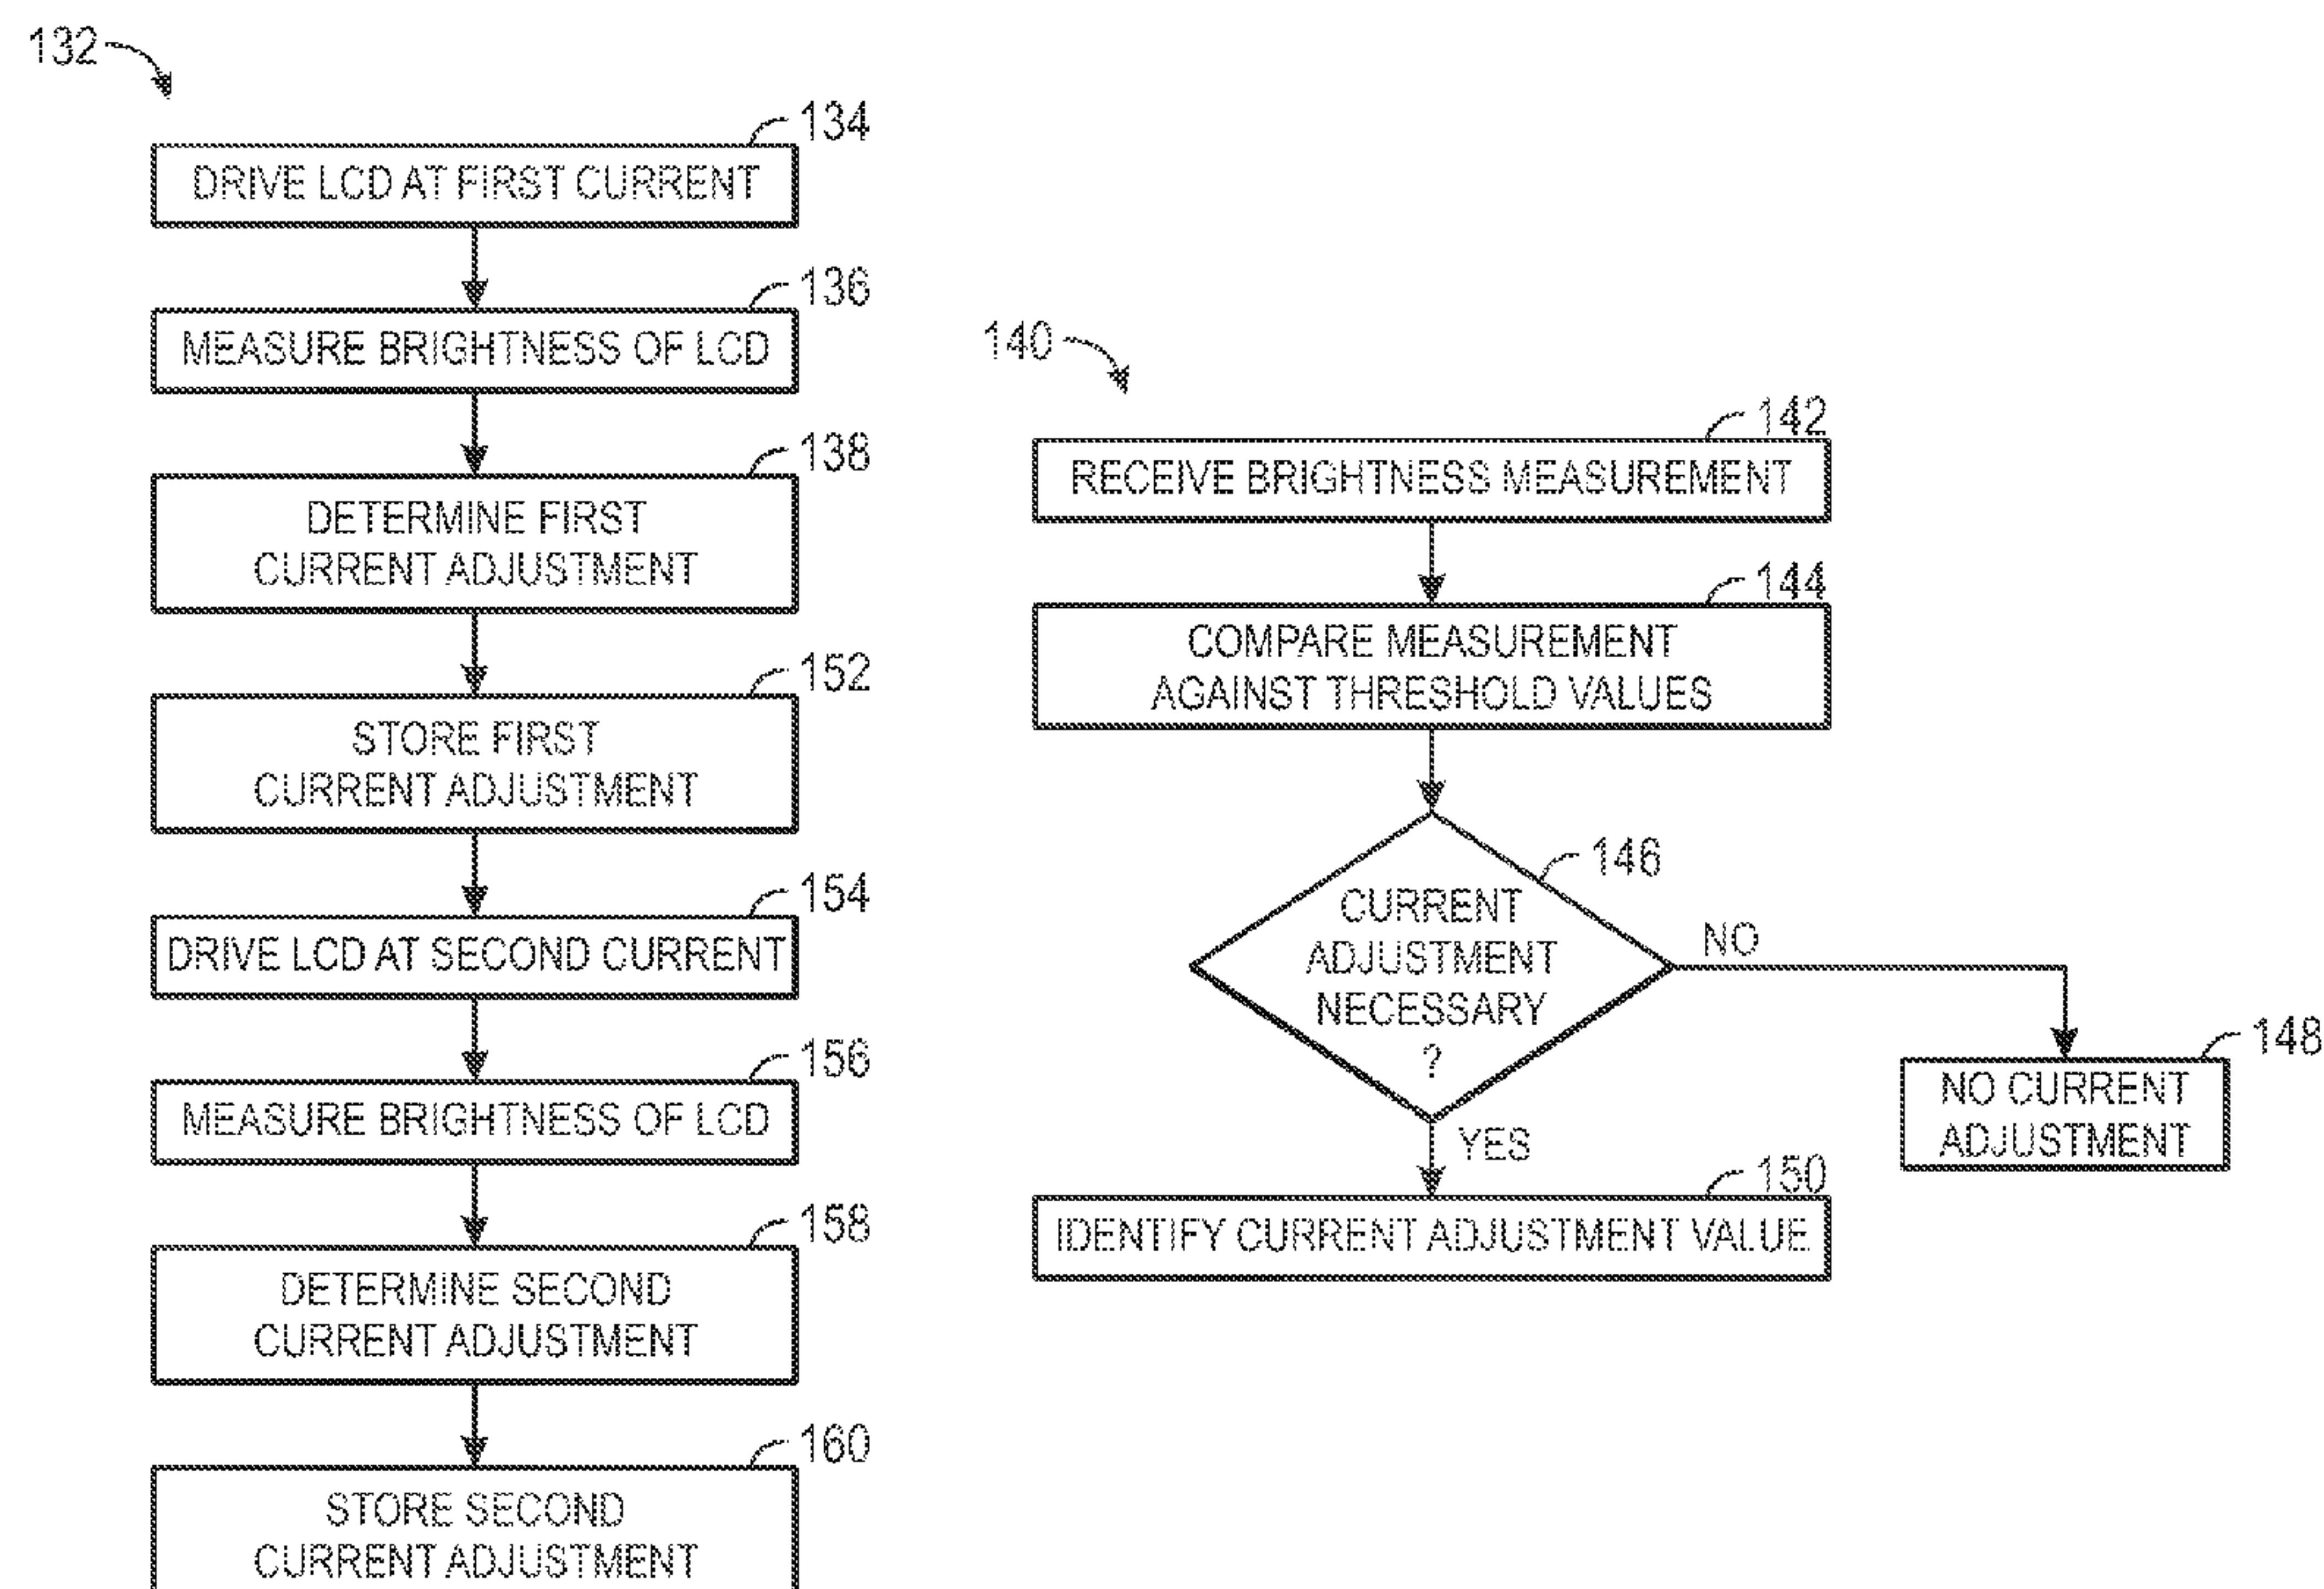 132
134
DRIVE LCD AT FIRST CURRENT
136
MEASURE BRIGHTNESS OF LCD
138
DETERMINE FIRST
CURRENT ADJUSTMENT
152
STORE FIRST
CURRENT ADJUSTMENT
154
DRIVE LCD AT SECOND CURRENT
156
MEASURE BRIGHTNESS OF LCD
158
DETERMINE SECOND
CURRENT ADJUSTMENT
160
STORE SECOND
CURRENT ADJUSTMENT
140
142
RECEIVE BRIGHTNESS MEASUREMENT
144
COMPARE MEASUREMENT
AGAINST THRESHOLD VALUES
146
CURRENT
ADJUSTMENT
NECESSARY
?
NO
148
NO CURRENT
ADJUSTMENT
YES
150
IDENTIFY CURRENT ADJUSTMENT VALUE